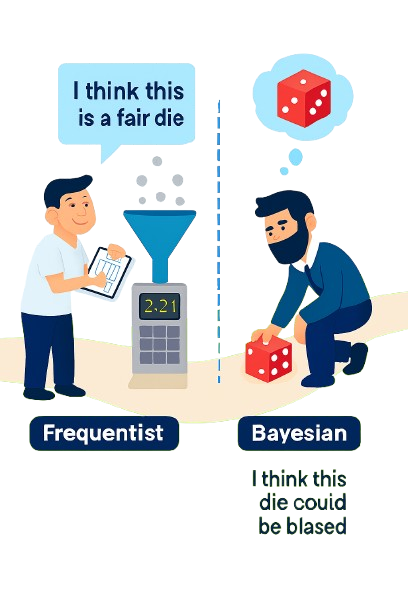 I think this
is a fair die
2.21
Frequentist
Bayesian
I think this
die could
be blased